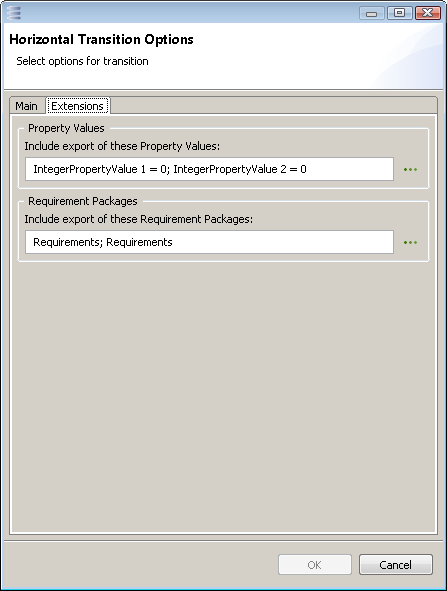 Horizontal Transition Options
Select options for transition
Main Extensions
Property Values
Include export of these Property Values:
IntegerPropertyValue 1 = 0; IntegerPropertyValue 2 = 0
Requirement Packages
Include export of these Requirement Packages:
Requirements; Requirements
OK Cancel